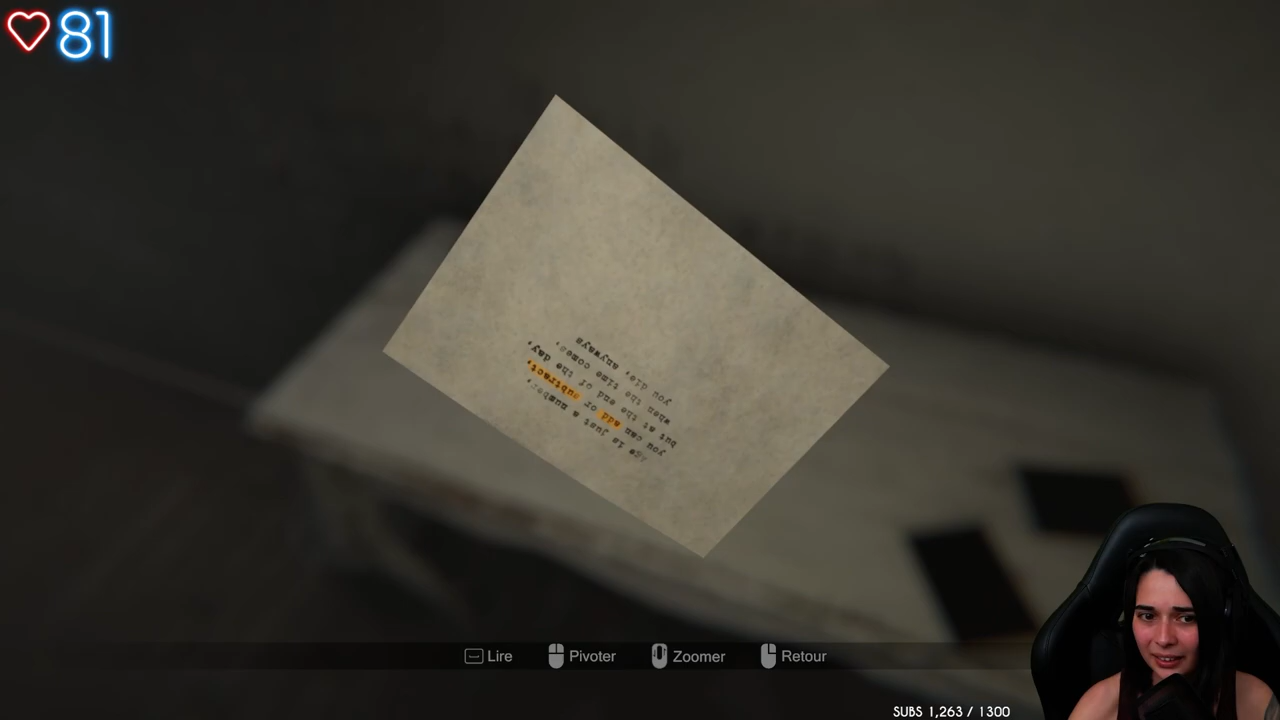 81
Age is just a number,
you can add or subtract,
but at the end of the day,
when the time comes,
you die, anyways
Lire Pivoter Zoomer Retour
SUBS 1,263 / 1300